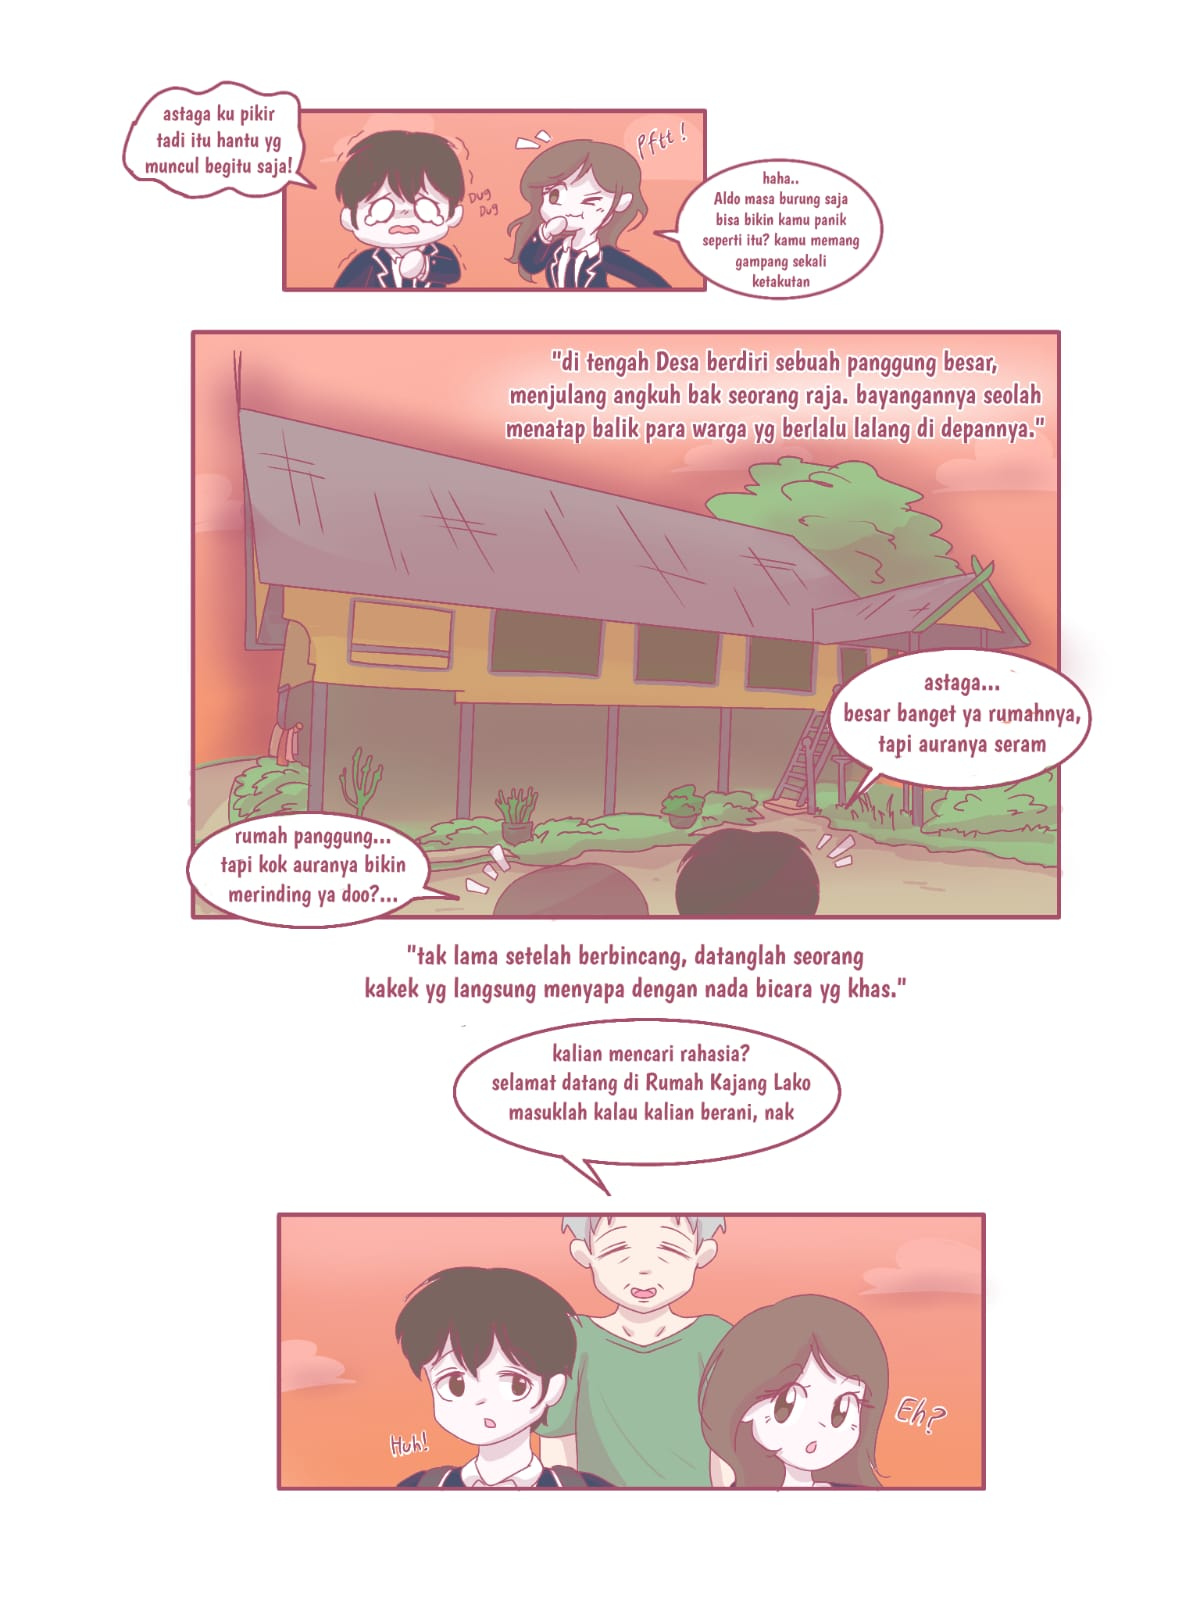 astaga ku pikir
tadi itu hantu yg
muncul begitu saja!
Dug
Dug
Pftt !
haha..
Aldo masa burung saja
bisa bikin kamu panik
seperti itu? kamu memang
gampang sekali
ketakutan
"di tengah Desa berdiri sebuah panggung besar,
menjulang angkuh bak seorang raja. bayangannya seolah
menatap balik para warga yg berlalu lalang di depannya."
astaga...
besar banget ya rumahnya,
tapi auranya seram
rumah panggung...
tapi kok auranya bikin
merinding ya doo?...
"tak lama setelah berbincang, datanglah seorang
kakek yg langsung menyapa dengan nada bicara yg khas."
kalian mencari rahasia?
selamat datang di Rumah Kajang Lako
masuklah kalau kalian berani, nak
Huh!
Eh?